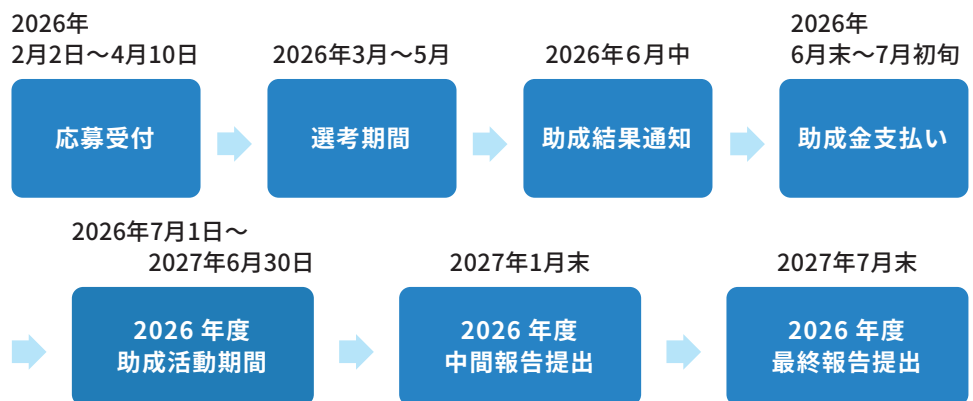 2026年
2月2日～4月10日
応募受付
2026年3月～5月
選考期間
2026年6月中
助成結果通知
2026年
6月末～7月初旬
助成金支払い
2026年7月1日～
2027年6月30日
2026 年度
助成活動期間
2027年1月末
2026 年度
中間報告提出
2027年7月末
2026 年度
最終報告提出